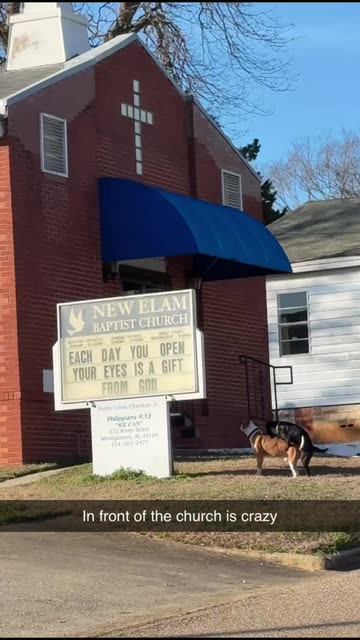 NEW ELAM
BAPTIST CHURCH
EACH DAY YOU OPEN
YOUR EYES IS A GIFT
FROM GOD
Philippians 4:13
"WE CAN"
Montgomery, AL 36104
In front of the church is crazy